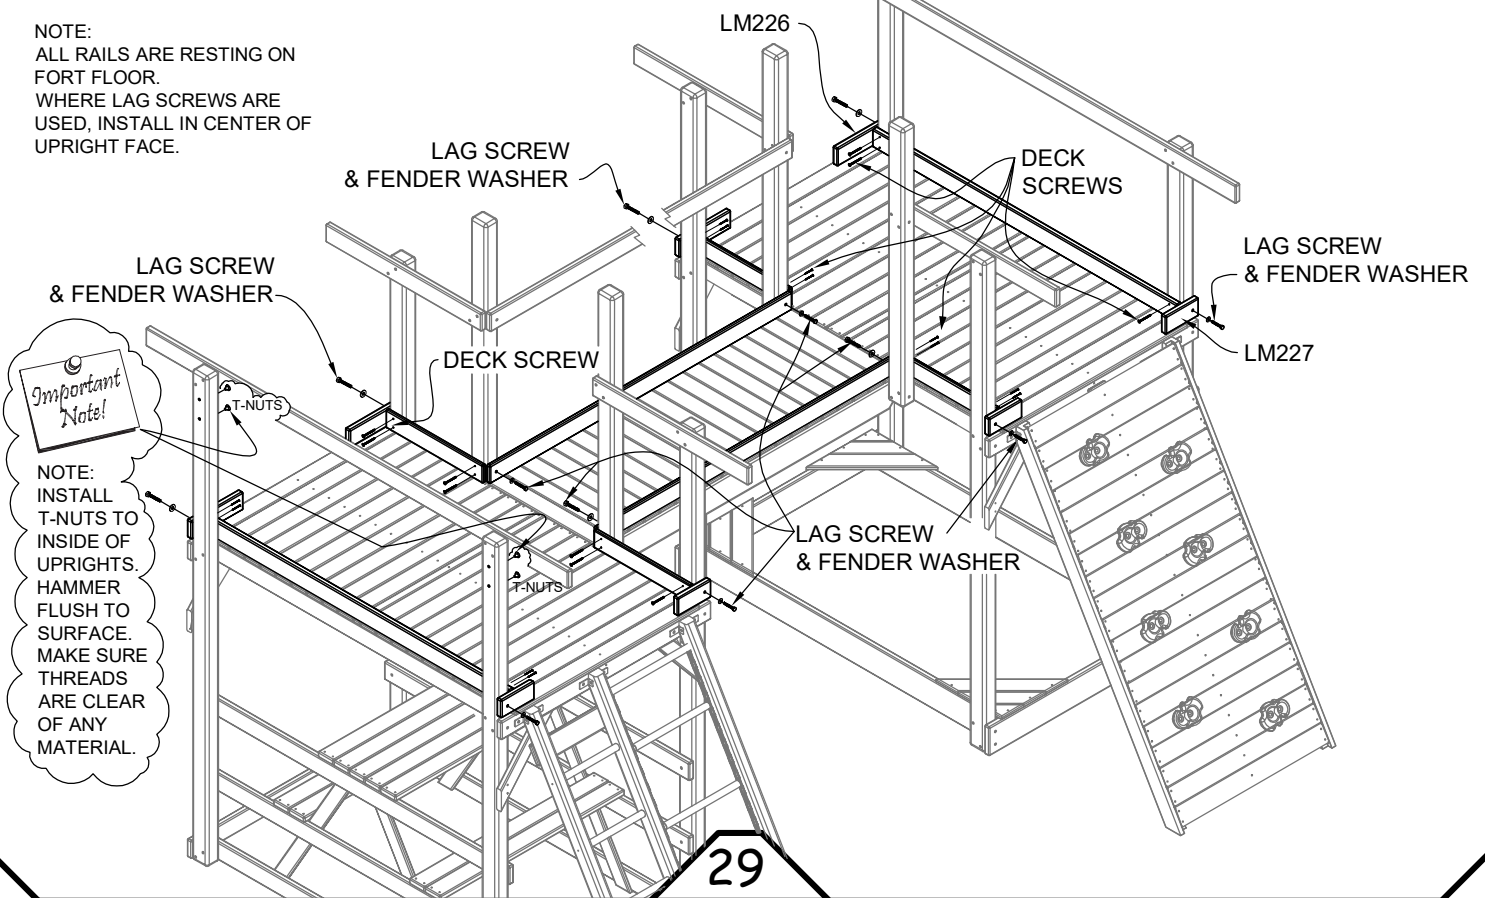 NOTE:
ALL RAILS ARE RESTING ON
FORT FLOOR.
WHERE LAG SCREWS ARE
USED, INSTALL IN CENTER OF
UPRIGHT FACE.
LM226
LAG SCREW
& FENDER WASHER
DECK
SCREWS
LAG SCREW
& FENDER WASHER
LAG SCREW
& FENDER WASHER
DECK SCREW
LM227
Important
Note!
T-NUTS
NOTE:
INSTALL
T-NUTS TO
INSIDE OF
UPRIGHTS.
HAMMER
FLUSH TO
SURFACE.
MAKE SURE
THREADS
ARE CLEAR
OF ANY
MATERIAL.
LAG SCREW
& FENDER WASHER
T-NUTS
29